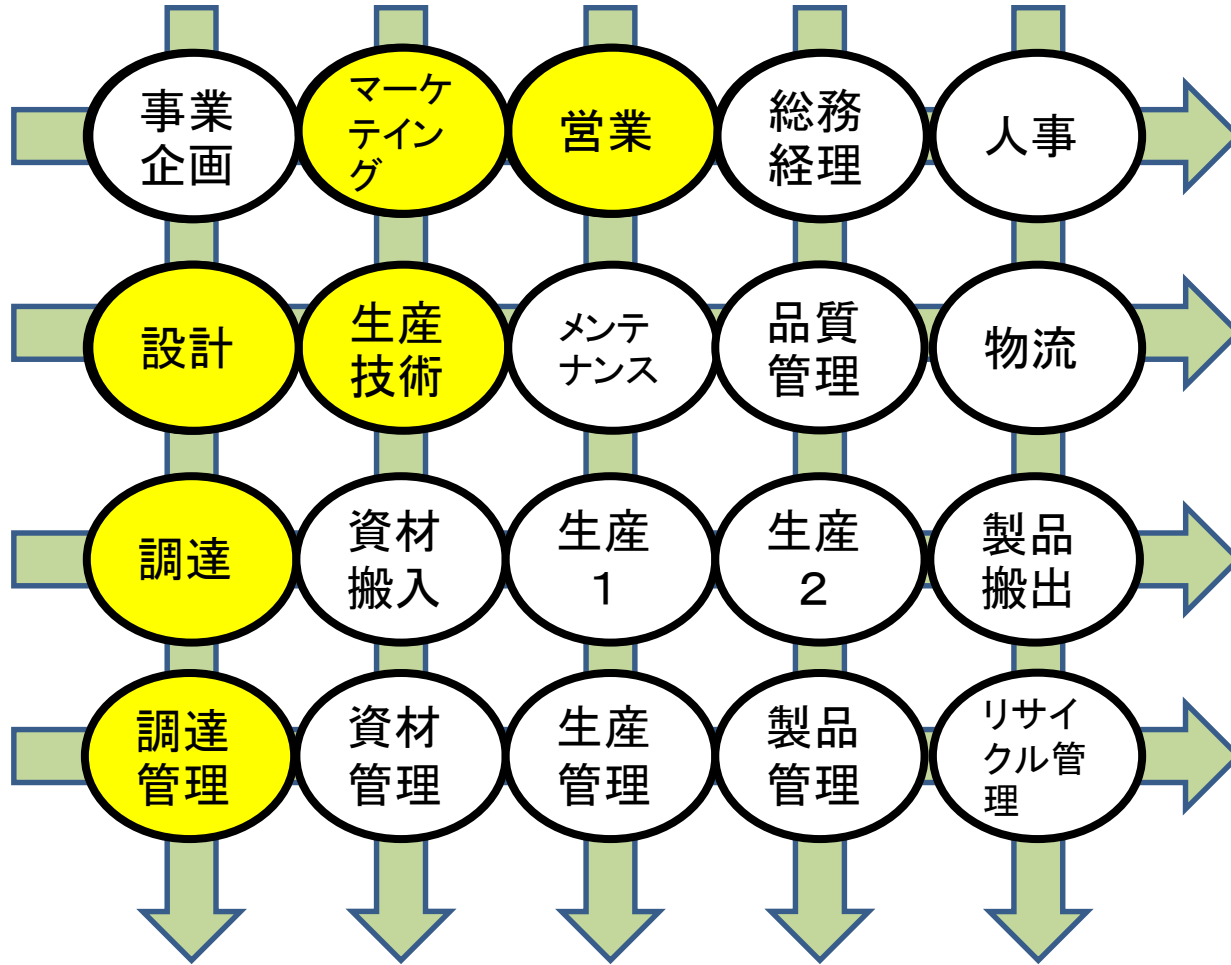 事業
企画
マーケ
テイン
グ
営業
総務
経理
人事
設計
生産
技術
メンテ
ナンス
品質
管理
物流
調達
資材
搬入
生産
１
生産
２
製品
搬出
調達
管理
資材
管理
生産
管理
製品
管理
リサイ
クル管
理